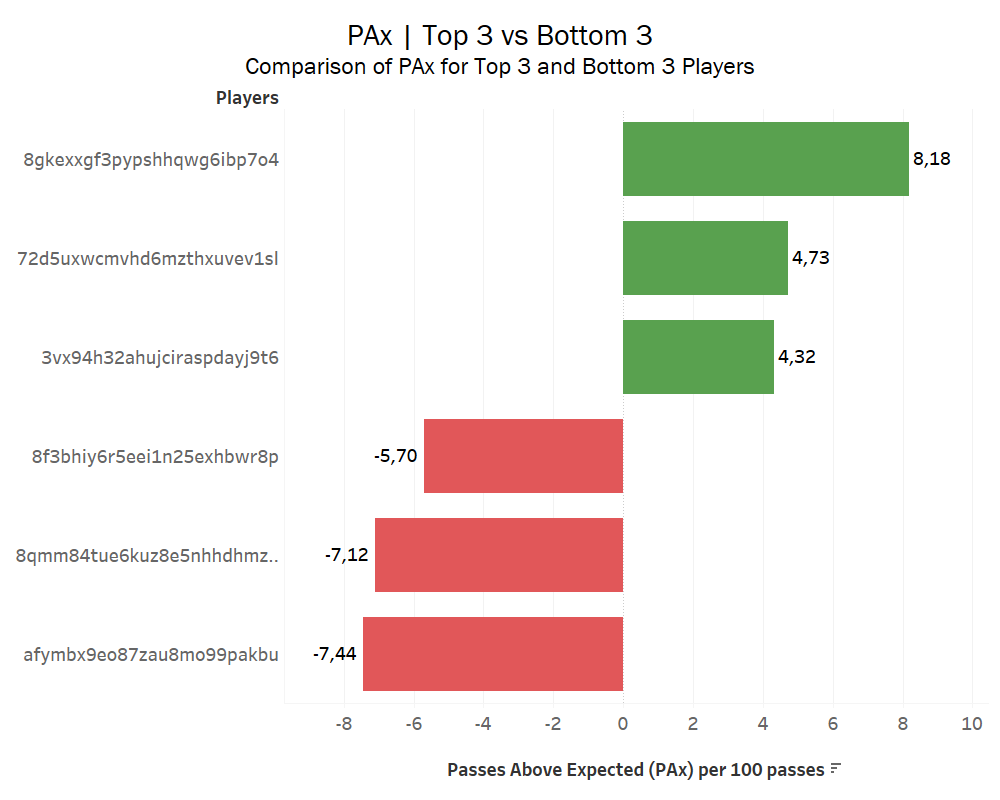 PAx | Top 3 vs Bottom 3
Comparison of PAx for Top 3 and Bottom 3 Players
Players
8gkexxgf3pypshhqwg6ibp7o4 8,18
72d5uxwcmvhd6mzthxuvev1sl 4,73
3vx94h32ahujciraspdayj9t6 4,32
8f3bhiy6r5eei1n25exhbwr8p -5,70
8qmm84tue6kuz8e5nhhdhmz.. -7,12
afymbx9eo87zau8mo99pakbu -7,44
-8 -6 -4 -2 0 2 4 6 8 10
Passes Above Expected (PAx) per 100 passes